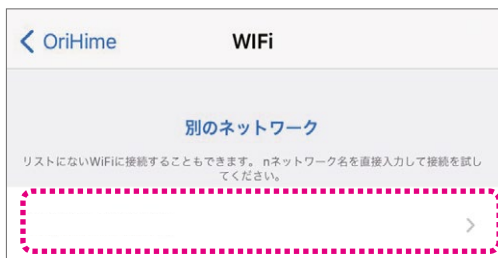 OriHime
WIFi
別のネットワーク
リストにないWiFiに接続することもできます。 nネットワーク名を直接入力して接続を試し
てください。